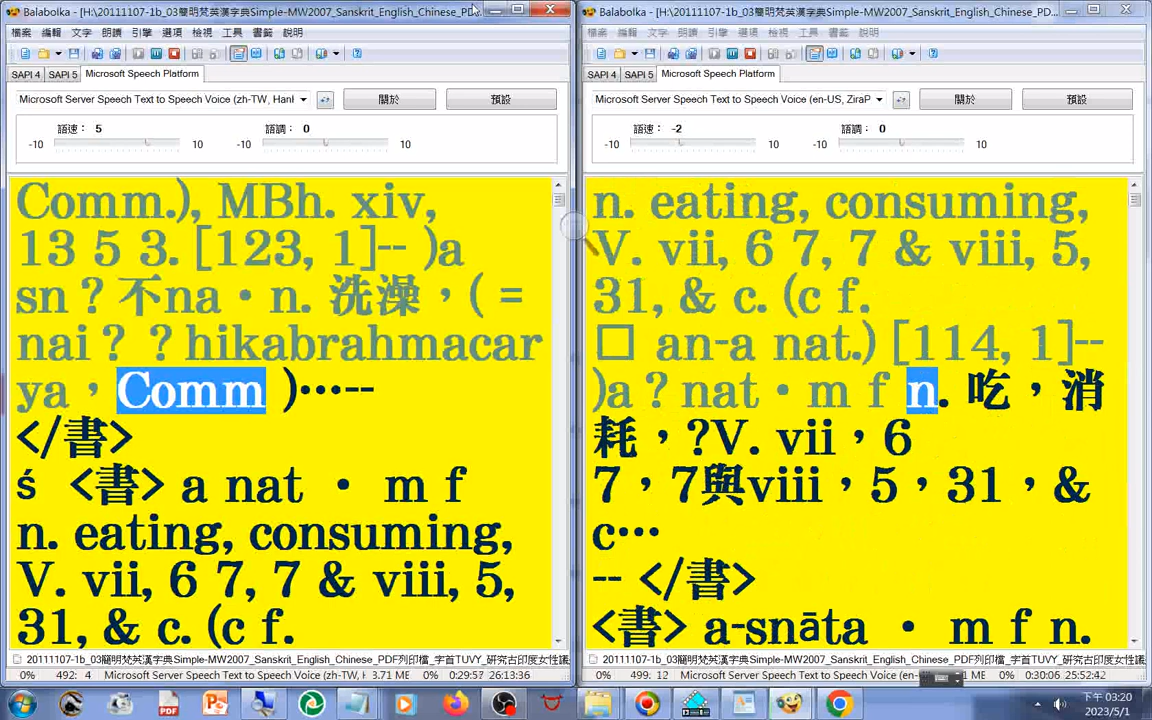 Balabolka - [H:\20111107-1b_03簡明梵英漢字典Simple-MW2007_Sanskrit_English_Chinese_PD...
檔案 編輯 文字 朗讀 引擎 選項 檢視 工具 書籤 說明
SAPI 4 SAPI 5 Microsoft Speech Platform
Microsoft Server Speech Text to Speech Voice (zh-TW, Hanl
關於 預設
語速： 5 語調： 0
-10 10 -10 10
Comm.), MBh. xiv,
13 5 3. [123, 1]-- )a
sn？不na・n. 洗澡，( =
nai？ ？hikabrahmacar
ya，Comm )…--
</書>
ś <書> a nat ・ m f
n. eating, consuming,
V. vii, 6 7, 7 & viii, 5,
31, & c. (c f.
20111107-1b_03簡明梵英漢字典Simple-MW2007_Sanskrit_English_Chinese_PDF列印檔_字首TUVY_研究古印度女性議
0% 492: 4 Microsoft Server Speech Text to Speech Voice (zh-TW, 3.71 MB 0% 0:29:57 26:13:36
Balabolka - [H:\20111107-1b_03簡明梵英漢字典Simple-MW2007_Sanskrit_English_Chinese_PD...
檔案 編輯 文字 朗讀 引擎 選項 檢視 工具 書籤 說明
SAPI 4 SAPI 5 Microsoft Speech Platform
Microsoft Server Speech Text to Speech Voice (en-US, ZiraP
關於 預設
語速： -2 語調： 0
-10 10 -10 10
n. eating, consuming,
V. vii, 6 7, 7 & viii, 5,
31, & c. (c f.
□ an-a nat.) [114, 1]--
)a？nat・m f n. 吃，消
耗，?V. vii，6
7，7與viii，5，31，&
c…
-- </書>
<書> a-snāta ・ m f n.
20111107-1b_03簡明梵英漢字典Simple-MW2007_Sanskrit_English_Chinese_PDF列印檔_字首TUVY_研究古印度女性議
0% 499: 12 Microsoft Server Speech Text to Speech Voice 0% 0:30:06 25:52:42
下午 03:20
2023/5/1